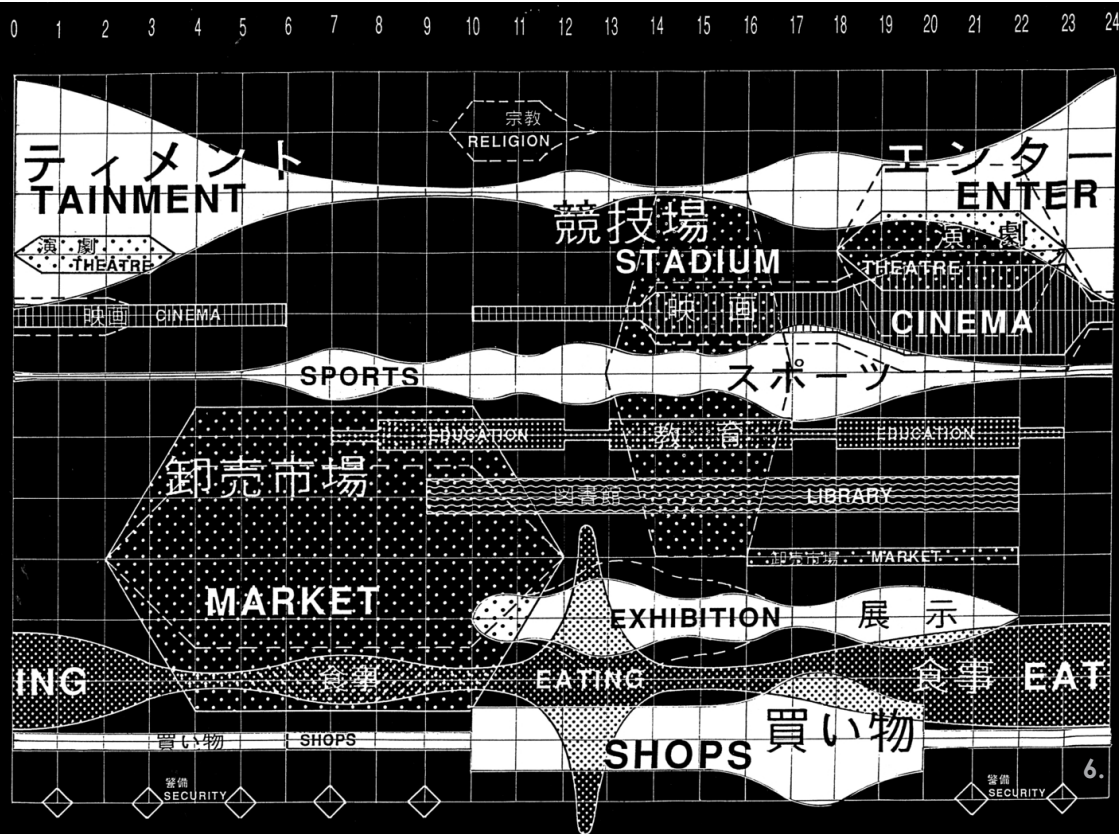 0 1 2 3 4 5 6 7 8 9 10 11 12 13 14 15 16 17 18 19 20 21 22 23 24
宗教
RELIGION
ティメント
TAINMENT
エンター
ENTER
競技場
STADIUM
演劇
THEATRE
演劇
THEATRE
映画 CINEMA
映画
CINEMA
SPORTS
スポーツ
EDUCATION
教育
EDUCATION
卸売市場
MARKET
図書館
LIBRARY
卸売市場 MARKET
EXHIBITION
展示
ING
食事
EATING
食事
EAT
買い物
SHOPS
SHOPS
買い物
警備
SECURITY
警備
SECURITY
6.